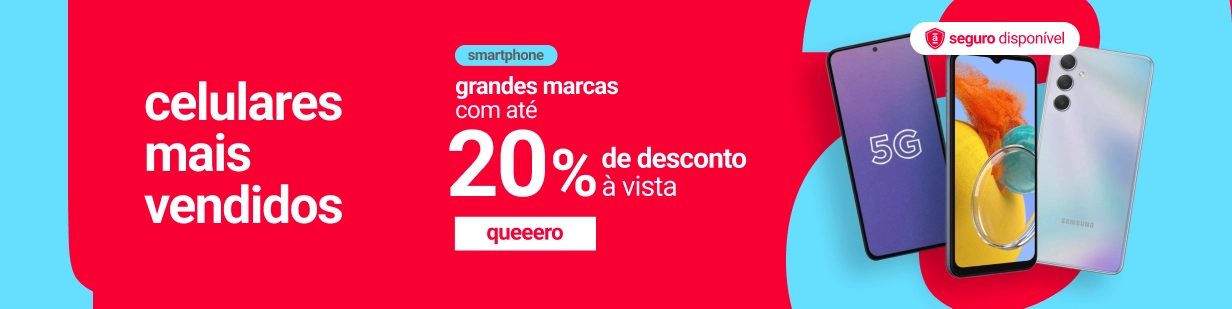 celulares
mais
vendidos
smartphone
grandes marcas
com até
20% de desconto
à vista
queeero
a seguro disponível
5G
SAMSUNG